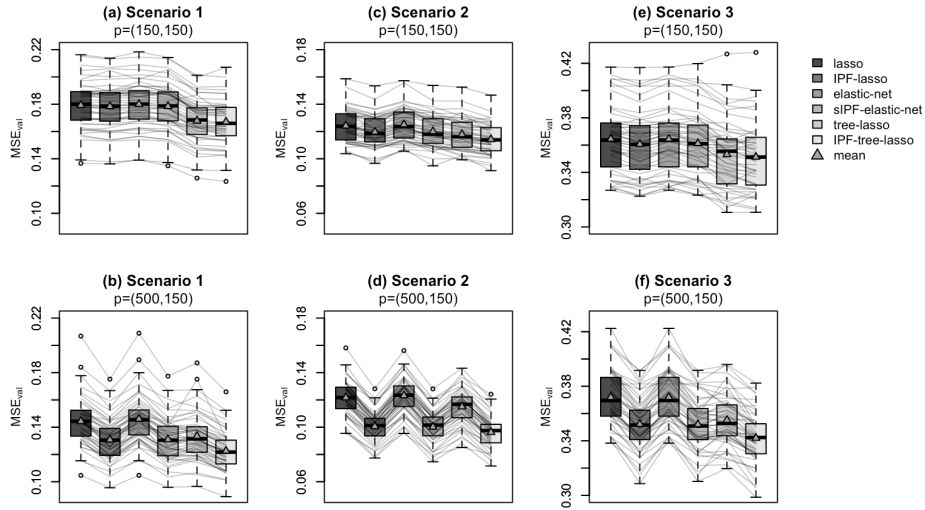 (a) Scenario 1
p=(150,150)
MSEval
0.22
0.18
0.14
0.10
(c) Scenario 2
p=(150,150)
MSEval
0.18
0.14
0.10
0.06
(e) Scenario 3
p=(150,150)
MSEval
0.42
0.38
0.34
0.30
lasso
IPF-lasso
elastic-net
sIPF-elastic-net
tree-lasso
IPF-tree-lasso
mean
(b) Scenario 1
p=(500,150)
MSEval
0.22
0.18
0.14
0.10
(d) Scenario 2
p=(500,150)
MSEval
0.18
0.14
0.10
0.06
(f) Scenario 3
p=(500,150)
MSEval
0.42
0.38
0.34
0.30